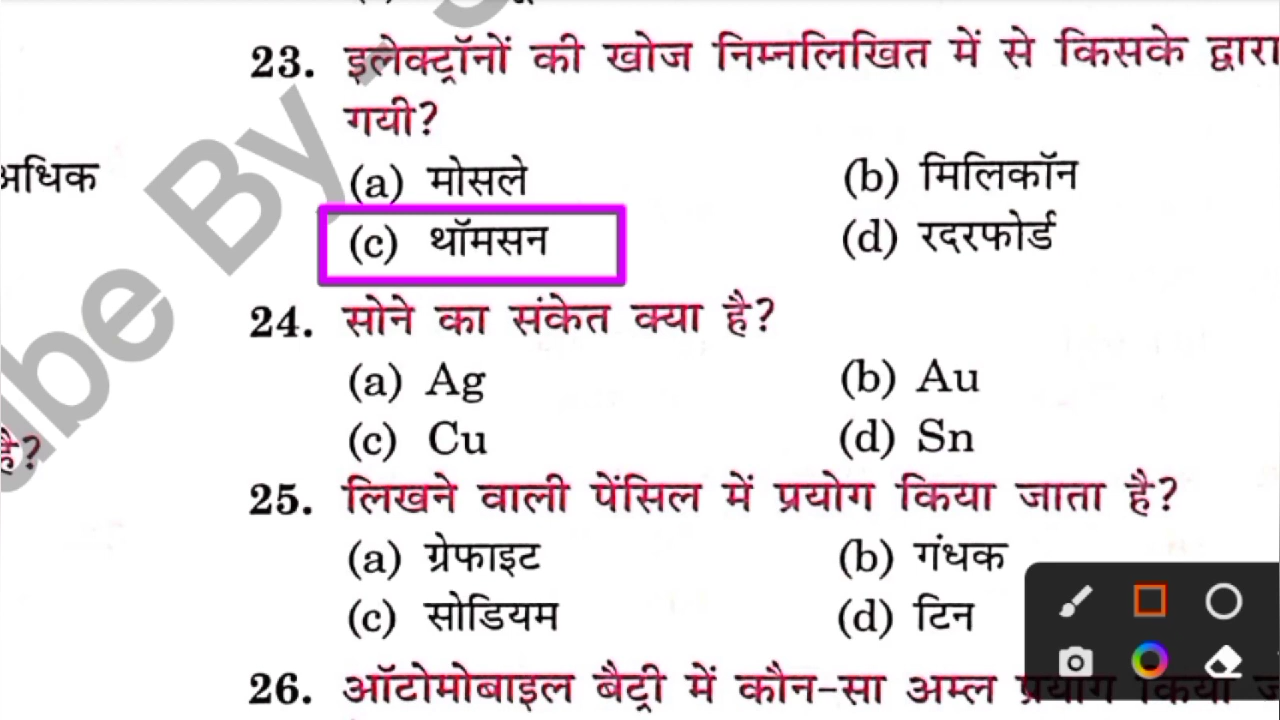 23. इलेक्ट्रॉनों की खोज निम्नलिखित में से किसके द्वारा
गयी?
अधिक
(a) मोसले (b) मिलिकॉन
(c) थॉमसन (d) रदरफोर्ड
24. सोने का संकेत क्या है?
(a) Ag (b) Au
(c) Cu (d) Sn
है?
25. लिखने वाली पेंसिल में प्रयोग किया जाता है?
(a) ग्रेफाइट (b) गंधक
(c) सोडियम (d) टिन
26. ऑटोमोबाइल बैट्री में कौन-सा अम्ल प्रयोग किया
By